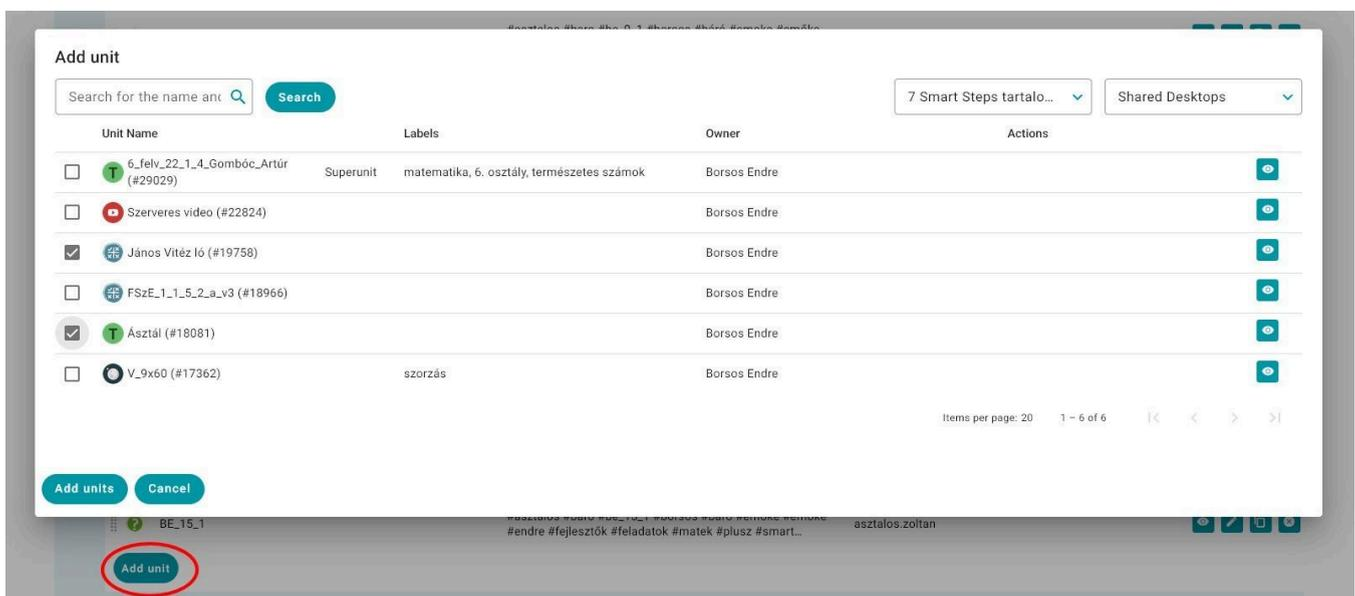 Add unit
Search for the name and
Search
7 Smart Steps tartalo...
Shared Desktops
Unit Name Labels Owner Actions
6_felv_22_1_4_Gombóc_Artúr
(#29029) Superunit matematika, 6. osztály, természetes számok Borsos Endre
Szerveres video (#22824) Borsos Endre
János Vitéz ló (#19758) Borsos Endre
FSzE_1_1_5_2_a_v3 (#18966) Borsos Endre
Ásztál (#18081) Borsos Endre
V_9x60 (#17362) szorzás Borsos Endre
Items per page: 20 1 – 6 of 6
Add units Cancel
BE_15_1 asztalos.zoltan
#endre #fejlesztők #feladatok #matek #plusz #smart...
Add unit